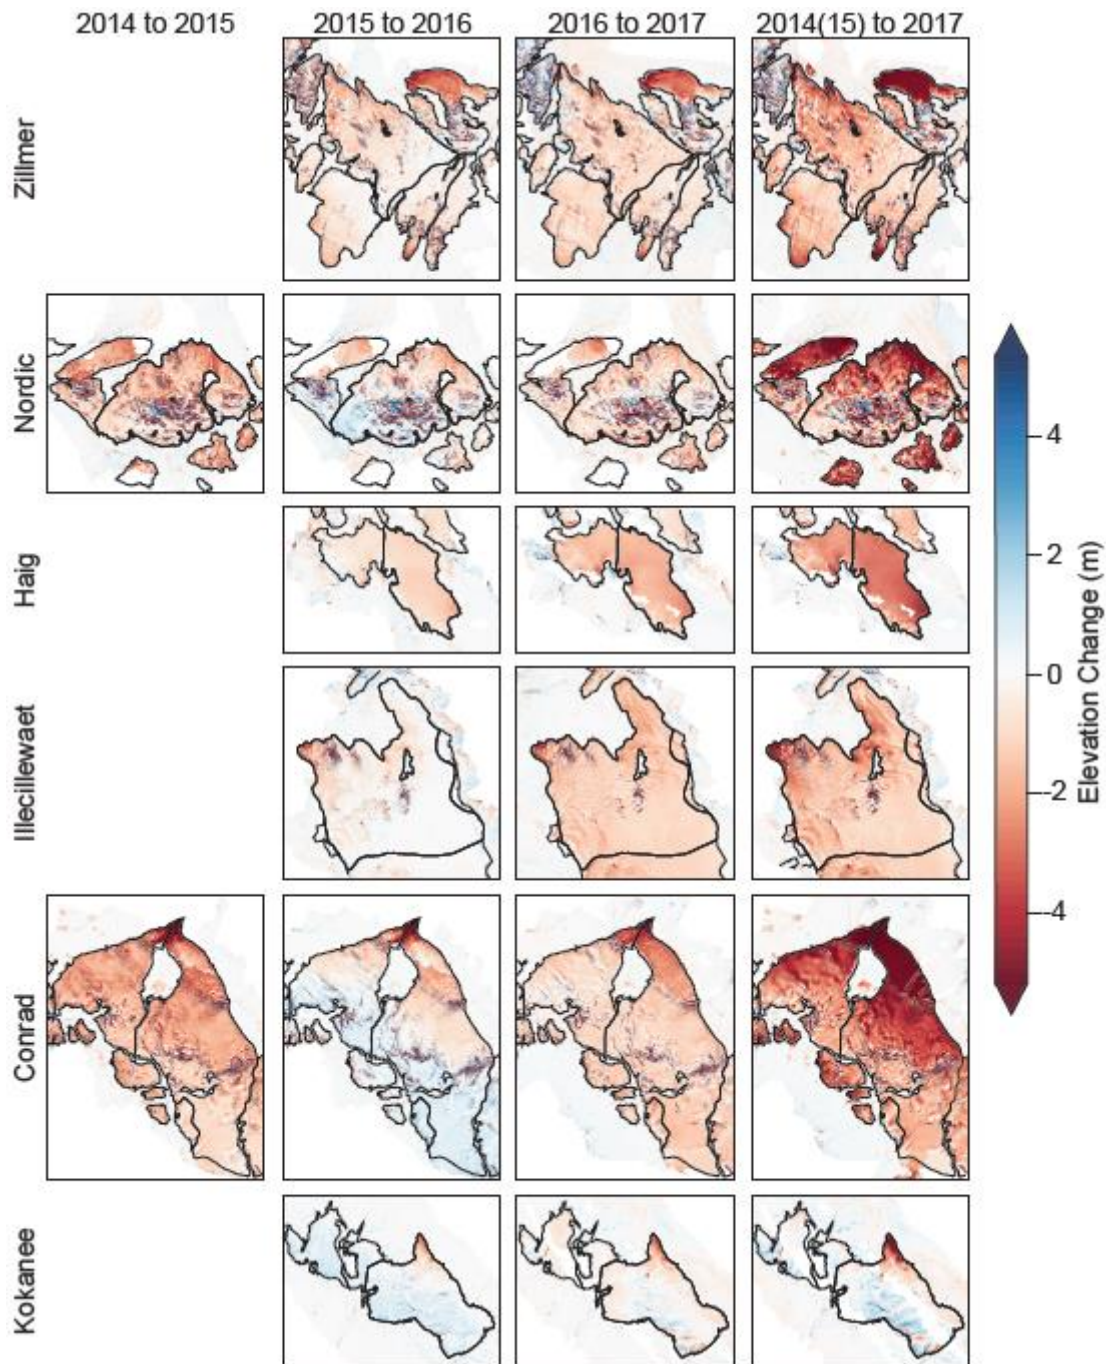 2014 to 2015 2015 to 2016 2016 to 2017 2014(15) to 2017
Zillmer
Nordic
Haig
Illecillewaet
Conrad
Kokanee
4
2
0
-2
-4
Elevation Change (m)